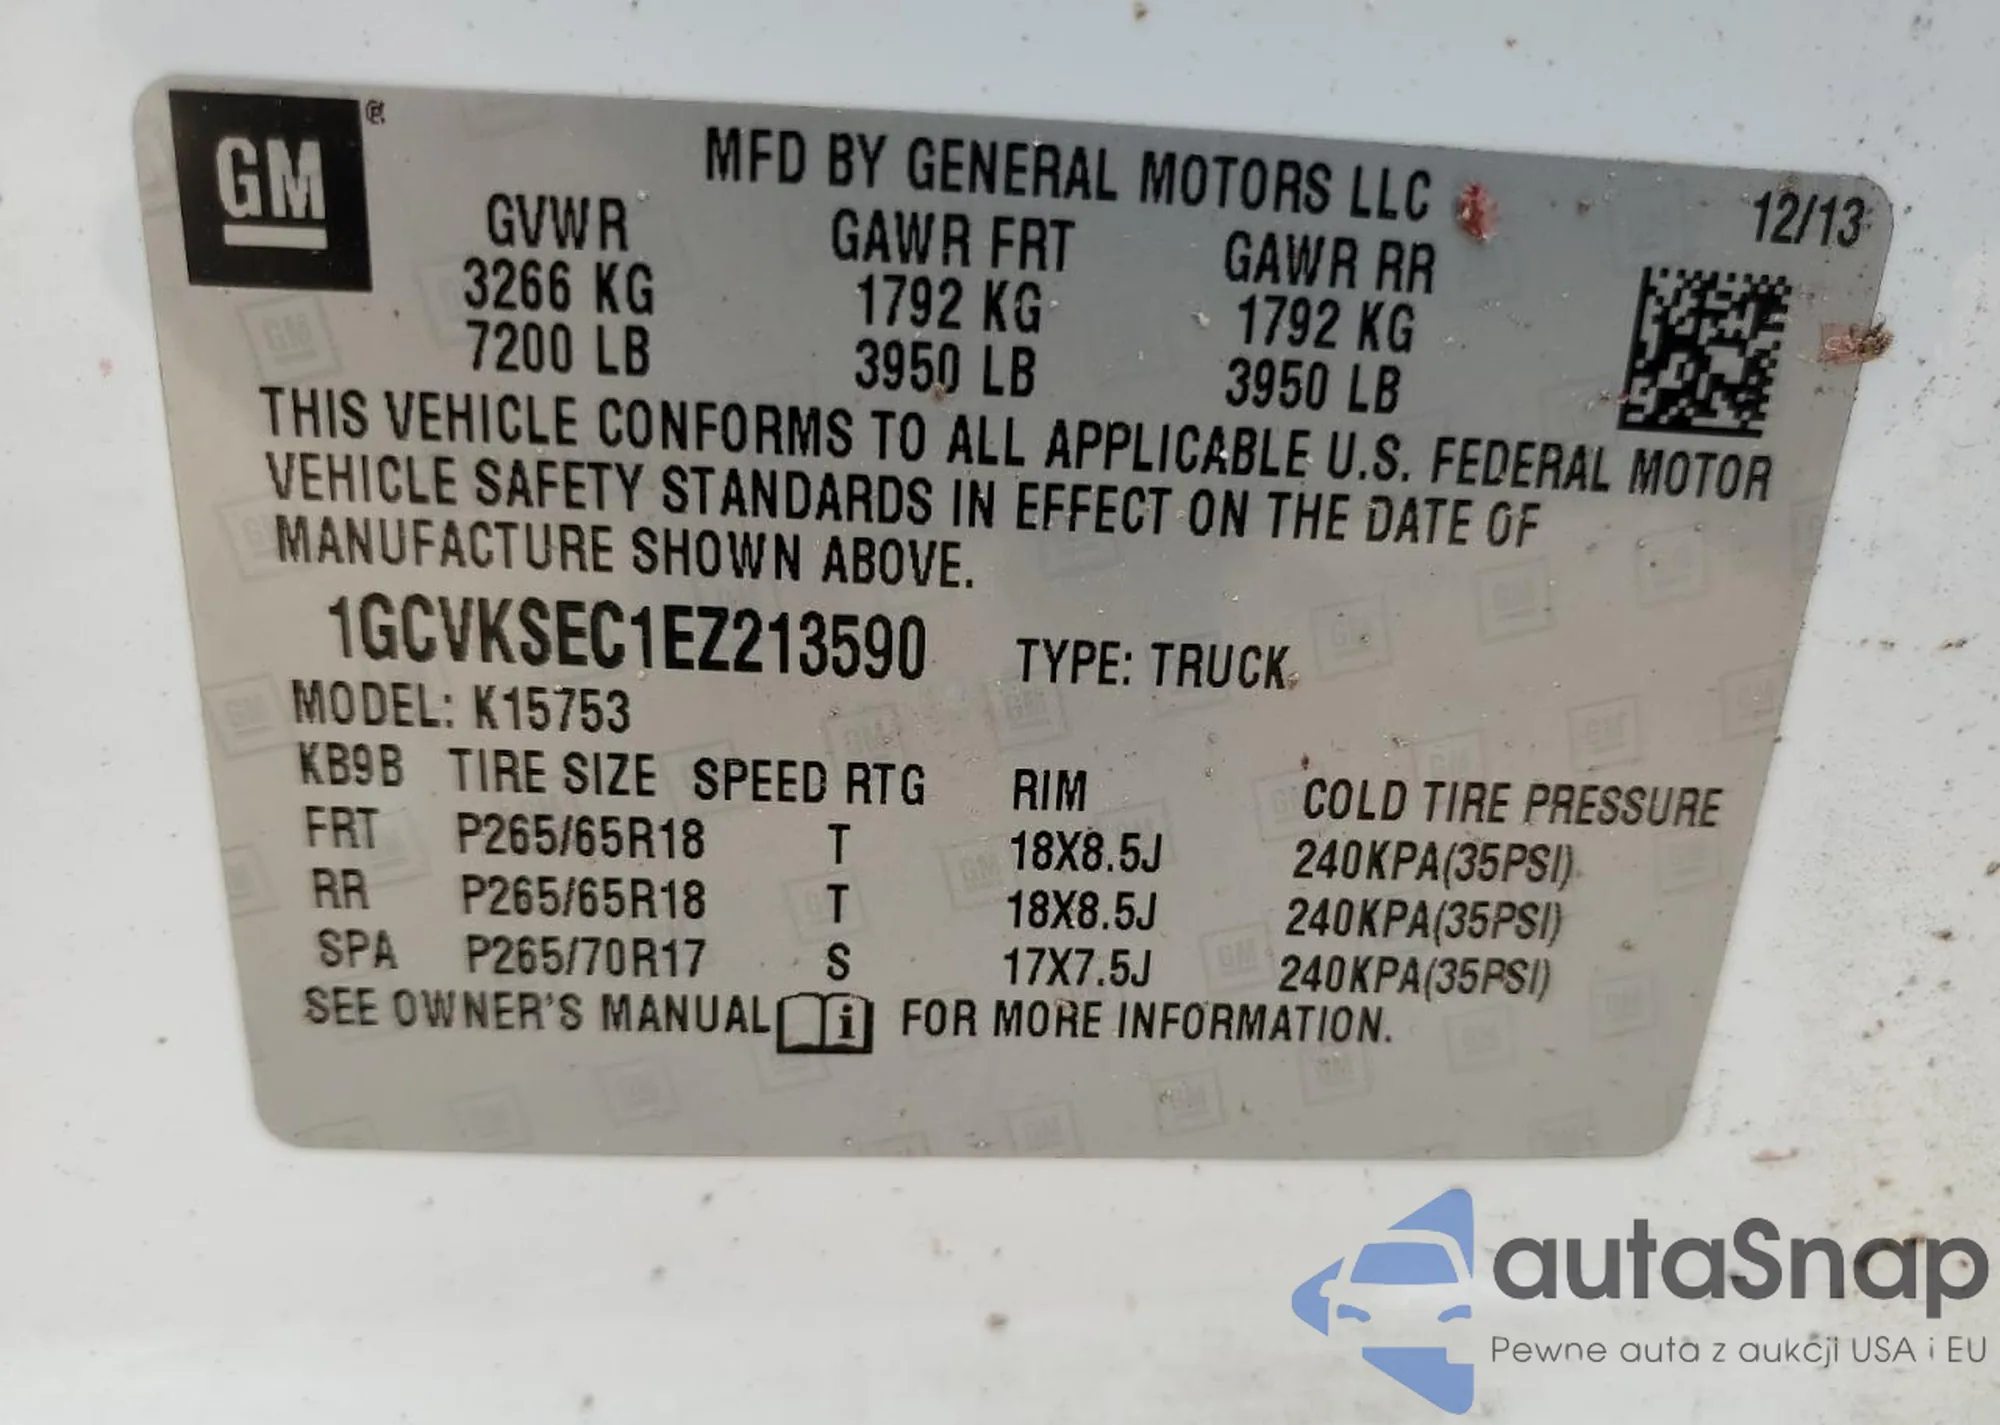 GM ®
MFD BY GENERAL MOTORS LLC 12/13
GVWR GAWR FRT GAWR RR
3266 KG 1792 KG 1792 KG
7200 LB 3950 LB 3950 LB
THIS VEHICLE CONFORMS TO ALL APPLICABLE U.S. FEDERAL MOTOR
VEHICLE SAFETY STANDARDS IN EFFECT ON THE DATE OF
MANUFACTURE SHOWN ABOVE.
1GCVKSEC1EZ213590 TYPE: TRUCK
MODEL: K15753
KB9B TIRE SIZE SPEED RTG RIM COLD TIRE PRESSURE
FRT P265/65R18 T 18X8.5J 240KPA(35PSI)
RR P265/65R18 T 18X8.5J 240KPA(35PSI)
SPA P265/70R17 S 17X7.5J 240KPA(35PSI)
SEE OWNER'S MANUAL i FOR MORE INFORMATION.
autaSnap
Pewne auta z aukcji USA i EU